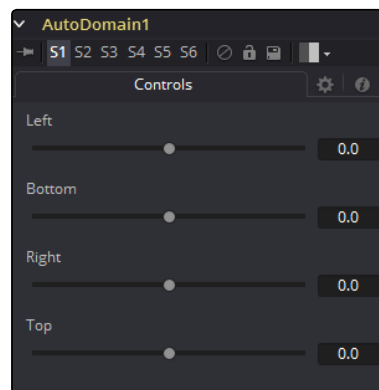 AutoDomain1
S1 S2 S3 S4 S5 S6
Controls
Left
0.0
Bottom
0.0
Right
0.0
Top
0.0